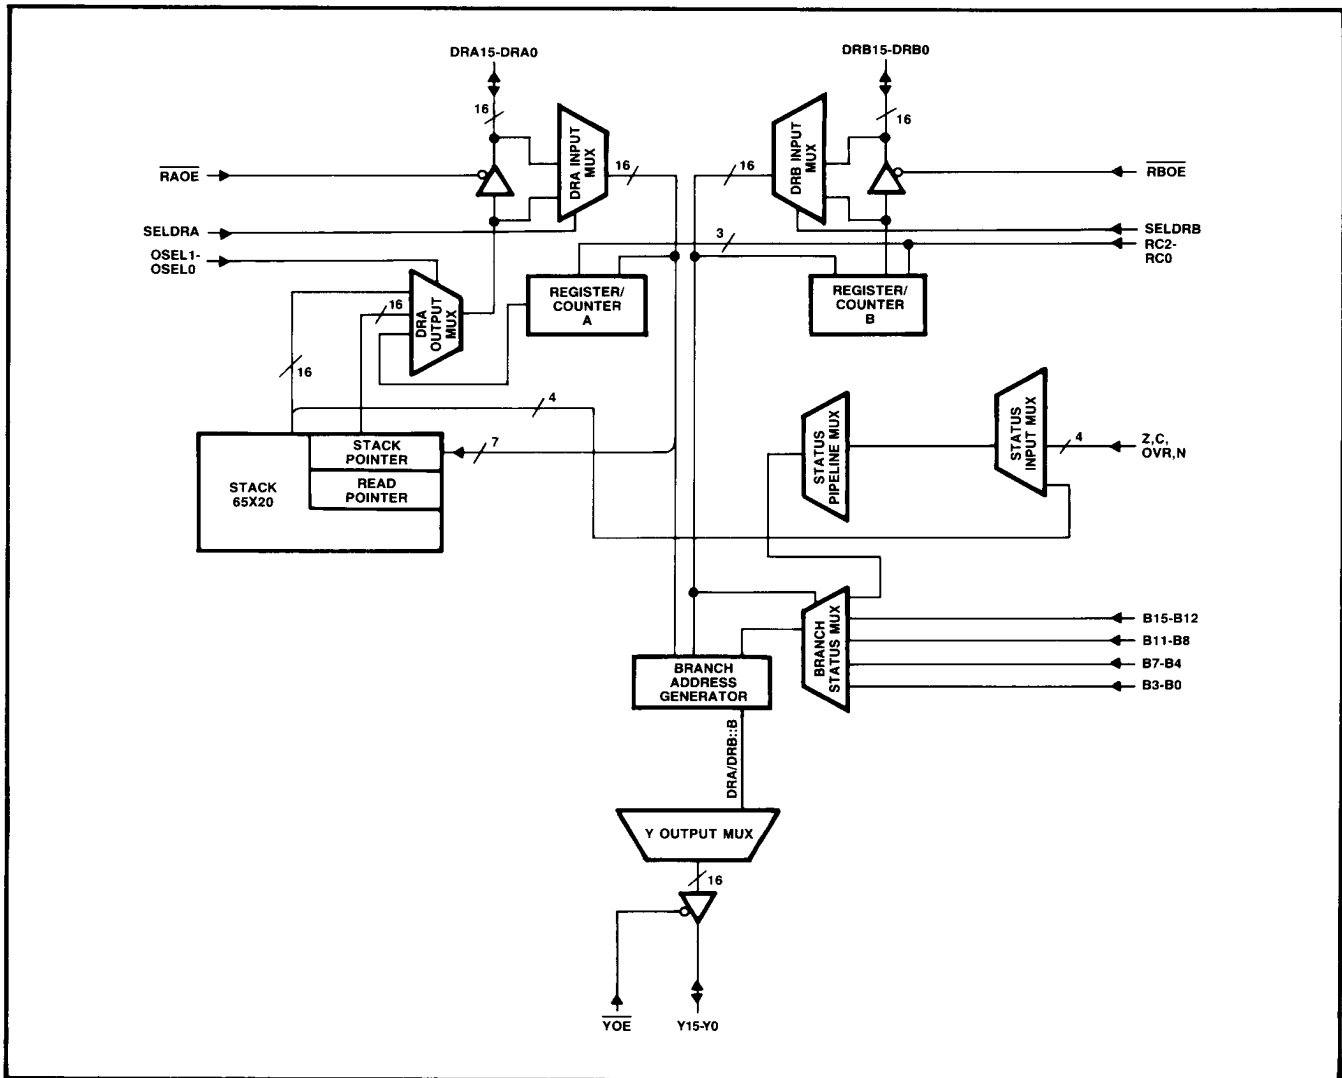 DRA15-DRA0
DRB15-DRB0
16
16
DRA INPUT
MUX
16
16
DRB INPUT
MUX
RAOE
RBOE
SELDRA
SELDRB
3
RC2-
RC0
OSEL1-
OSEL0
16
DRA
OUTPUT
MUX
REGISTER/
COUNTER
A
REGISTER/
COUNTER
B
16
4
STACK
65X20
STACK
POINTER
READ
POINTER
7
STATUS
PIPELINE MUX
STATUS
INPUT MUX
4
Z,C,
OVR,N
BRANCH
STATUS MUX
B15-B12
B11-B8
B7-B4
B3-B0
BRANCH
ADDRESS
GENERATOR
DRA/DRB::B
Y OUTPUT MUX
16
YOE
Y15-Y0